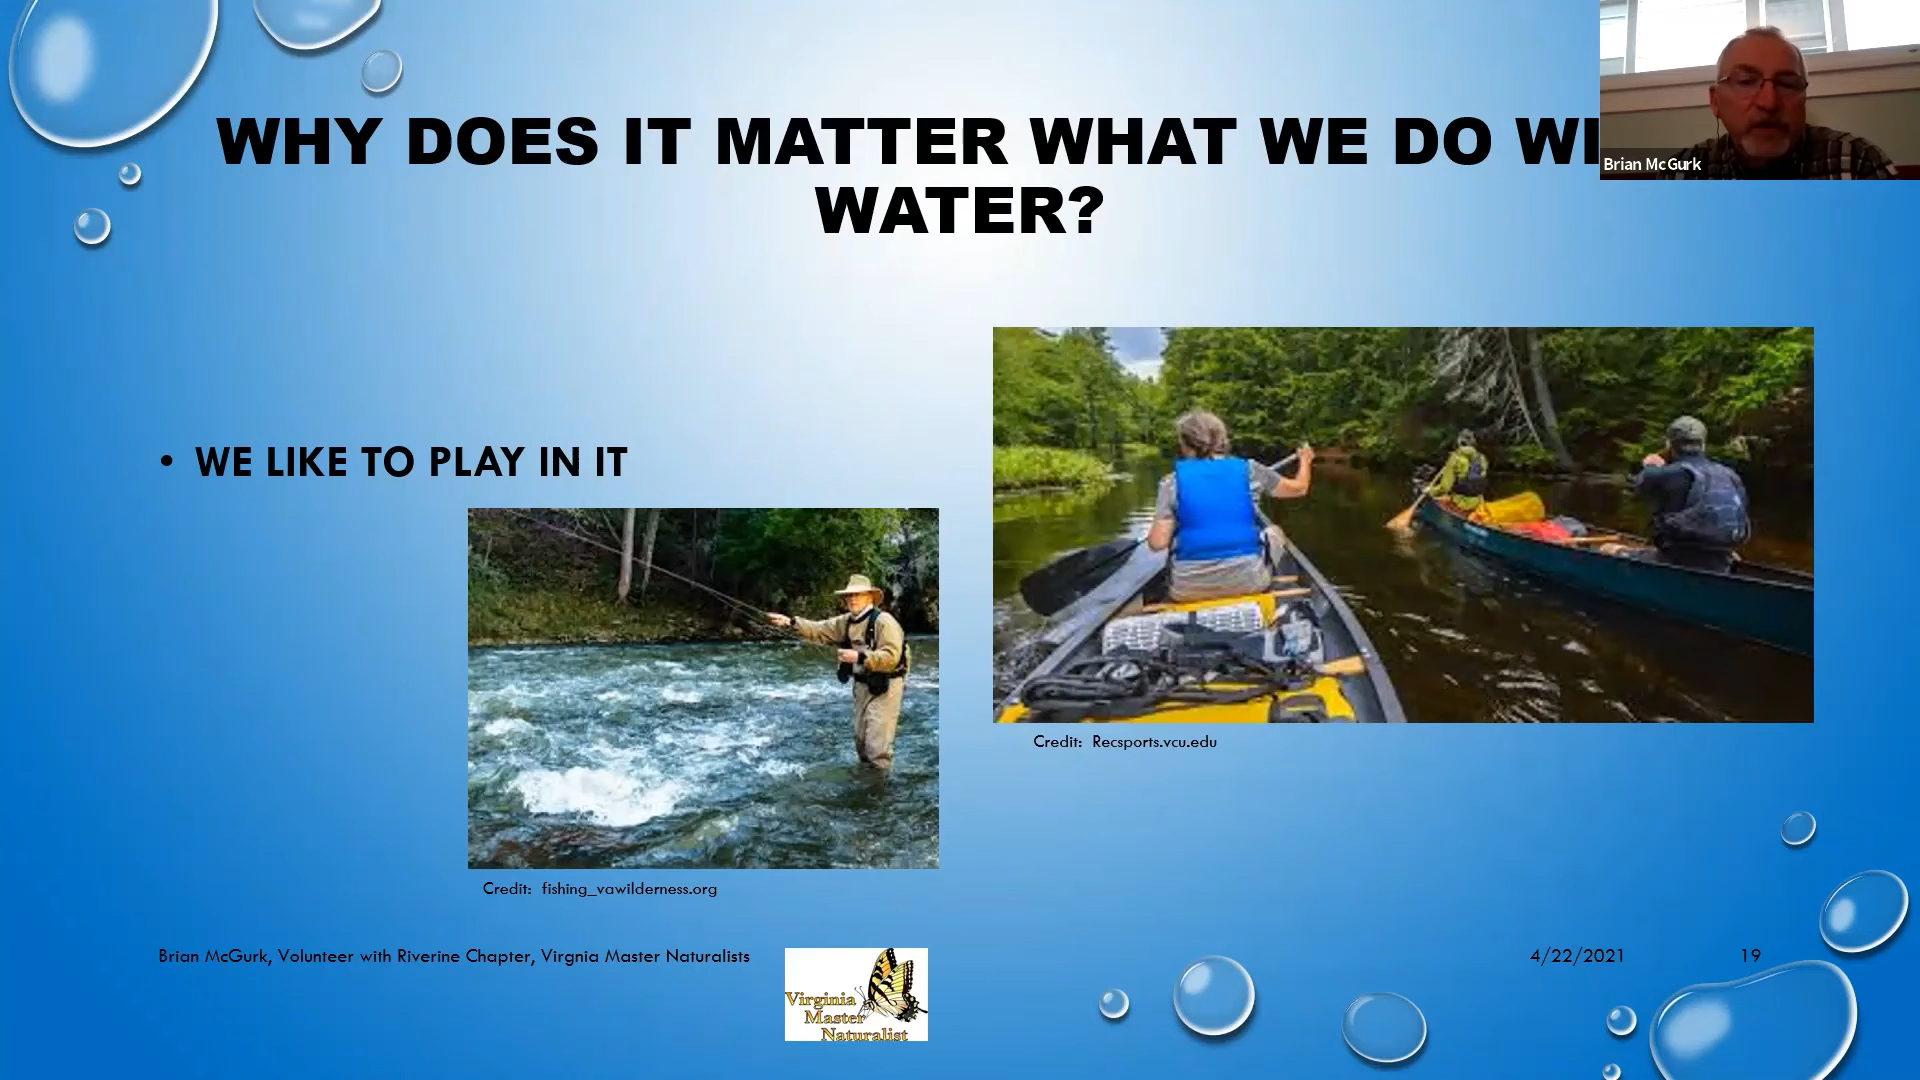 WHY DOES IT MATTER WHAT WE DO WI
WATER?
Brian McGurk
• WE LIKE TO PLAY IN IT
Credit: Recsports.vcu.edu
Credit: fishing_vawilderness.org
Brian McGurk, Volunteer with Riverine Chapter, Virgnia Master Naturalists
Virginia
Master
Naturalist
4/22/2021
19